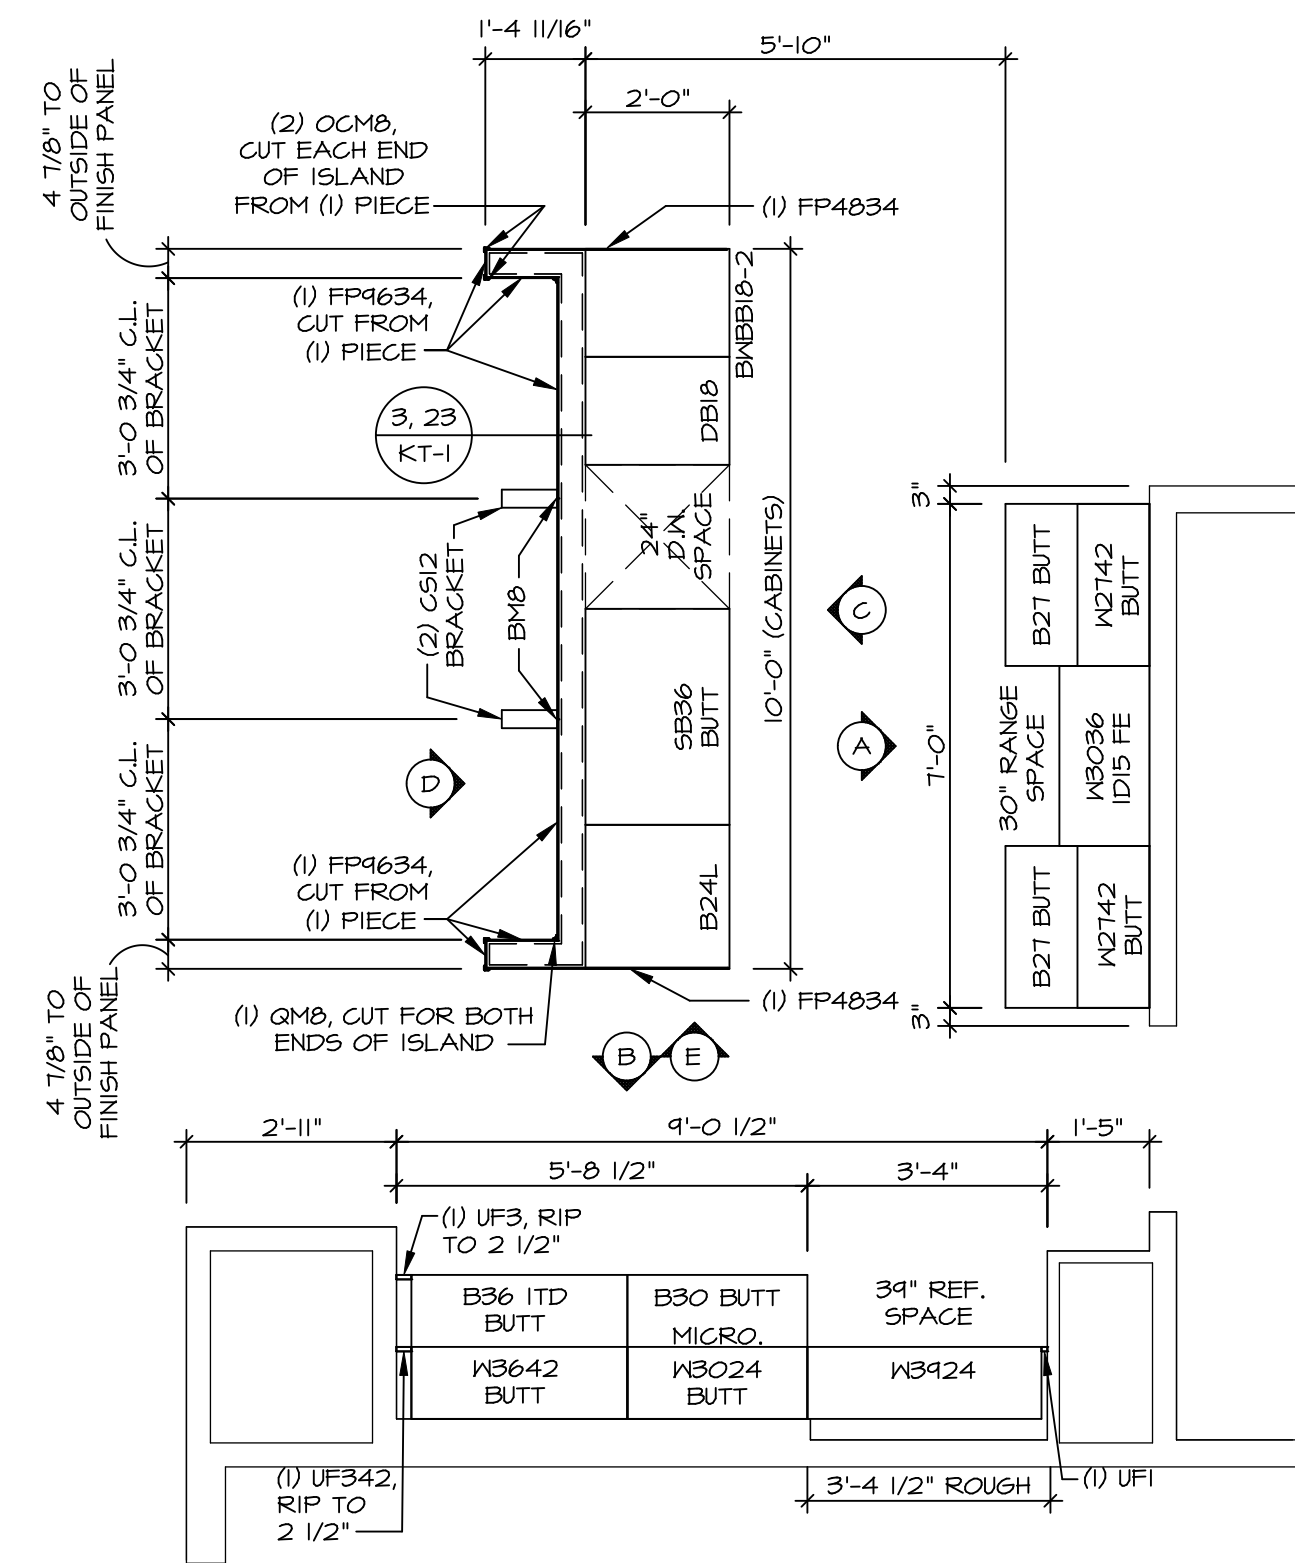 1'-4 11/16"
5'-10"
2'-0"
4 7/8" TO
OUTSIDE OF
FINISH PANEL
(2) OCM8,
CUT EACH END
OF ISLAND
FROM (1) PIECE
(1) FP4834
(1) FP9634,
CUT FROM
(1) PIECE
3'-0 3/4" C.L.
OF BRACKET
3, 23
KT-1
BWBB18-2
DB18
24"
D.W.
SPACE
10'-0" (CABINETS)
3'-0 3/4" C.L.
OF BRACKET
(2) CS12
BRACKET
BM8
SB36
BUTT
C
A
D
3"
B27 BUTT
W2742
BUTT
7'-0"
30" RANGE
SPACE
W3036
1D15 FE
B27 BUTT
W2742
BUTT
3"
3'-0 3/4" C.L.
OF BRACKET
(1) FP9634,
CUT FROM
(1) PIECE
B24L
(1) FP4834
4 7/8" TO
OUTSIDE OF
FINISH PANEL
(1) QM8, CUT FOR BOTH
ENDS OF ISLAND
B
E
2'-11"
9'-0 1/2"
1'-5"
5'-8 1/2"
3'-4"
(1) UF3, RIP
TO 2 1/2"
B36 1TD
BUTT
B30 BUTT
MICRO.
39" REF.
SPACE
W3642
BUTT
W3024
BUTT
W3924
(1) UF342,
RIP TO
2 1/2"
3'-4 1/2" ROUGH
(1) UF1